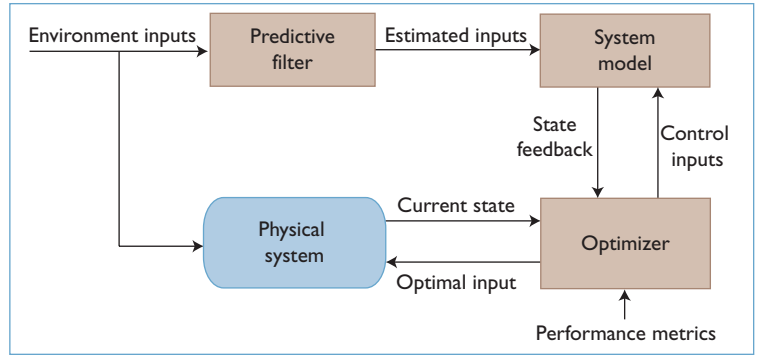 Environment inputs
Predictive
filter
Estimated inputs
System
model
State
feedback
Control
inputs
Physical
system
Current state
Optimizer
Optimal input
Performance metrics